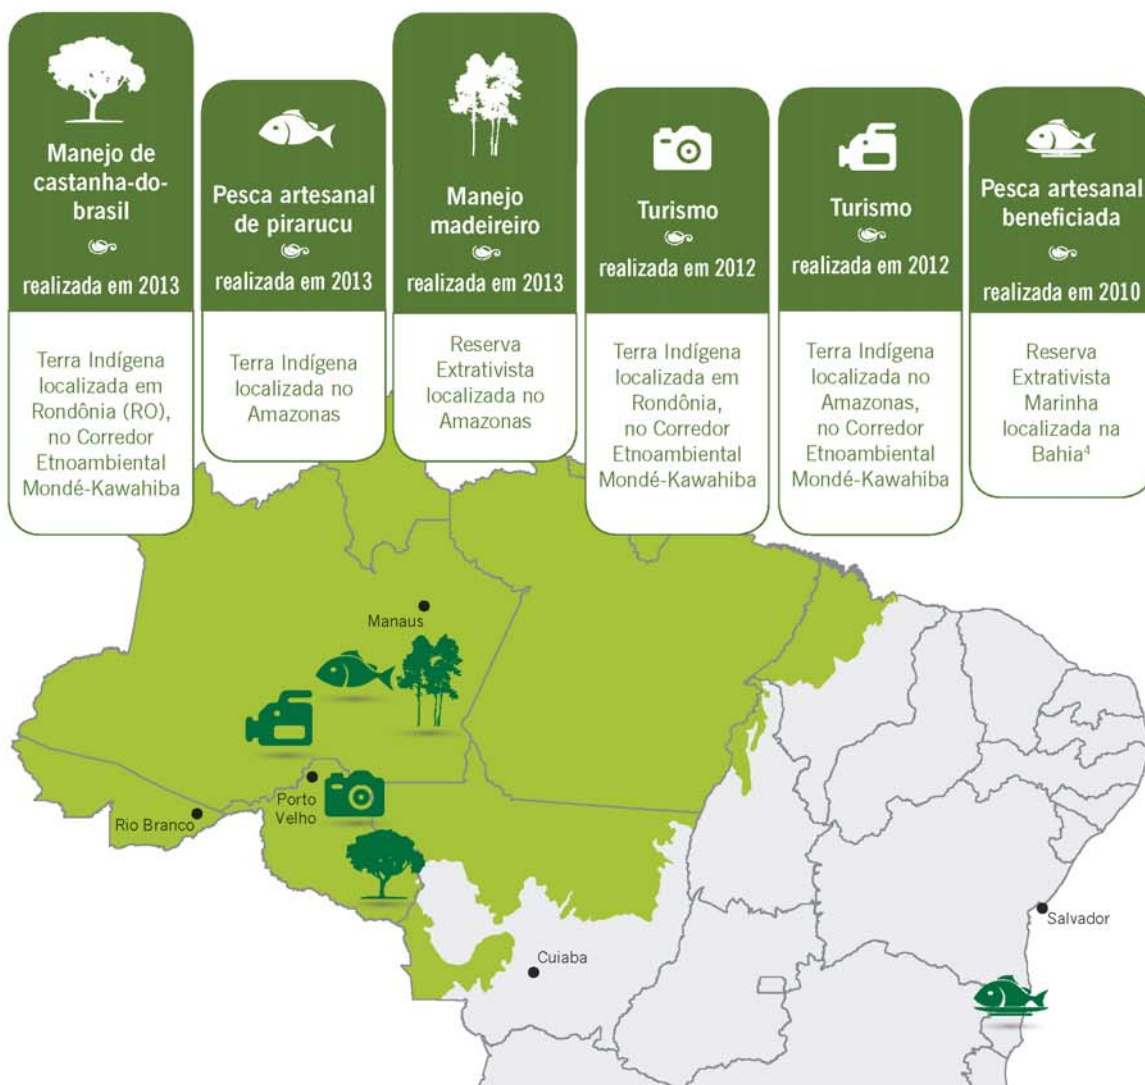 Manejo de
castanha-do-
brasil
realizada em 2013
Terra Indígena
localizada em
Rondônia (RO),
no Corredor
Etnoambiental
Mondé-Kawahiba
Pesca artesanal
de pirarucu
realizada em 2013
Terra Indígena
localizada no
Amazonas
Manejo
madeireiro
realizada em 2013
Reserva
Extrativista
localizada no
Amazonas
Turismo
realizada em 2012
Terra Indígena
localizada em
Rondônia,
no Corredor
Etnoambiental
Mondé-Kawahiba
Turismo
realizada em 2012
Terra Indígena
localizada no
Amazonas,
no Corredor
Etnoambiental
Mondé-Kawahiba
Pesca artesanal
beneficiada
realizada em 2010
Reserva
Extrativista
Marinha
localizada na
Bahia⁴
Manaus
Porto
Velho
Rio Branco
Salvador
Cuiaba